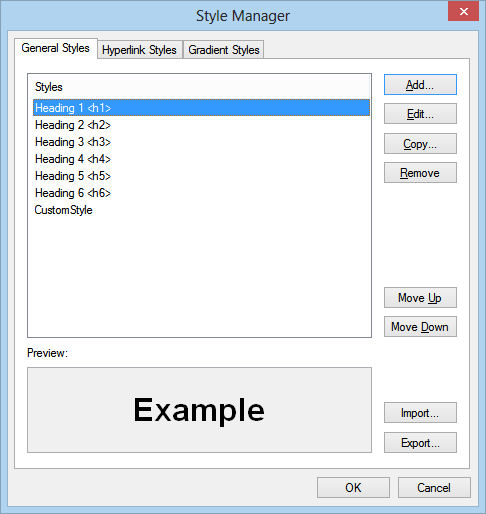 Style Manager
General Styles Hyperlink Styles Gradient Styles
Styles
Heading 1 <h1>
Heading 2 <h2>
Heading 3 <h3>
Heading 4 <h4>
Heading 5 <h5>
Heading 6 <h6>
CustomStyle
Add...
Edit...
Copy...
Remove
Move Up
Move Down
Preview:
Example
Import...
Export...
OK Cancel